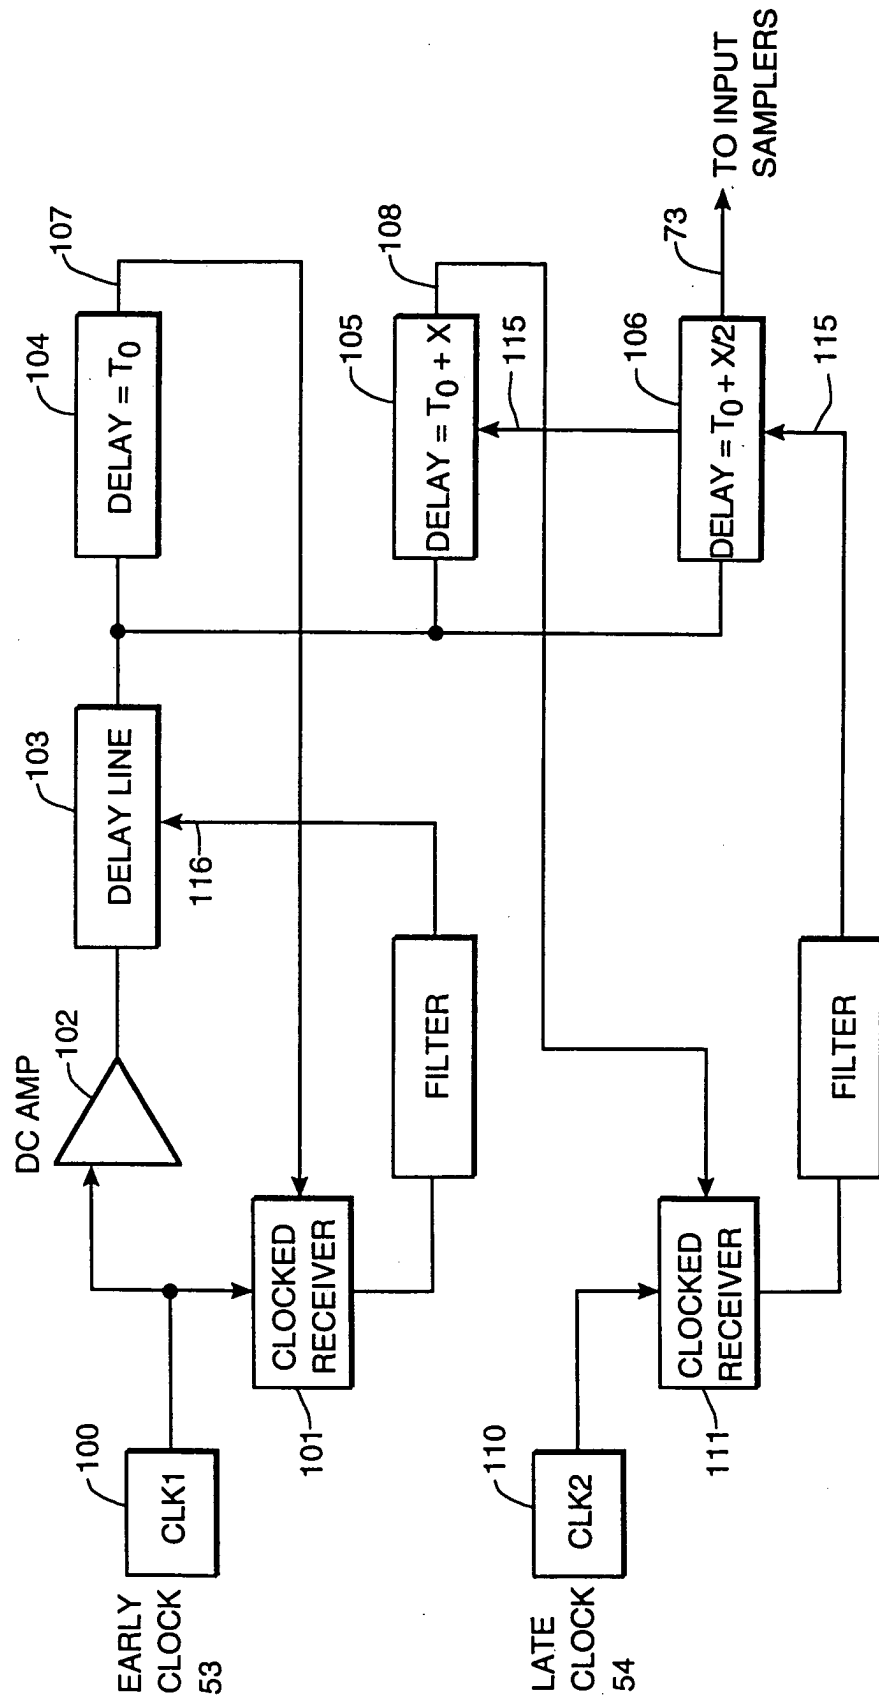 EARLY
CLOCK
53
100
CLK1
DC AMP
102
103
DELAY LINE
104
DELAY = T0
107
101
CLOCKED
RECEIVER
116
FILTER
105
DELAY = T0 + X
108
115
LATE
CLOCK
54
110
CLK2
111
CLOCKED
RECEIVER
FILTER
106
DELAY = T0 + X/2
73
TO INPUT
SAMPLERS
115